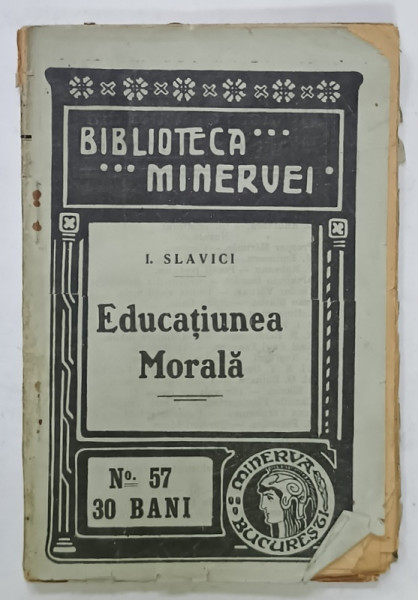 BIBLIOTECA
MINERVEI
I. SLAVICI
Educațiunea
Morală
No. 57
30 BANI
MINERVA
BUCUREȘTI